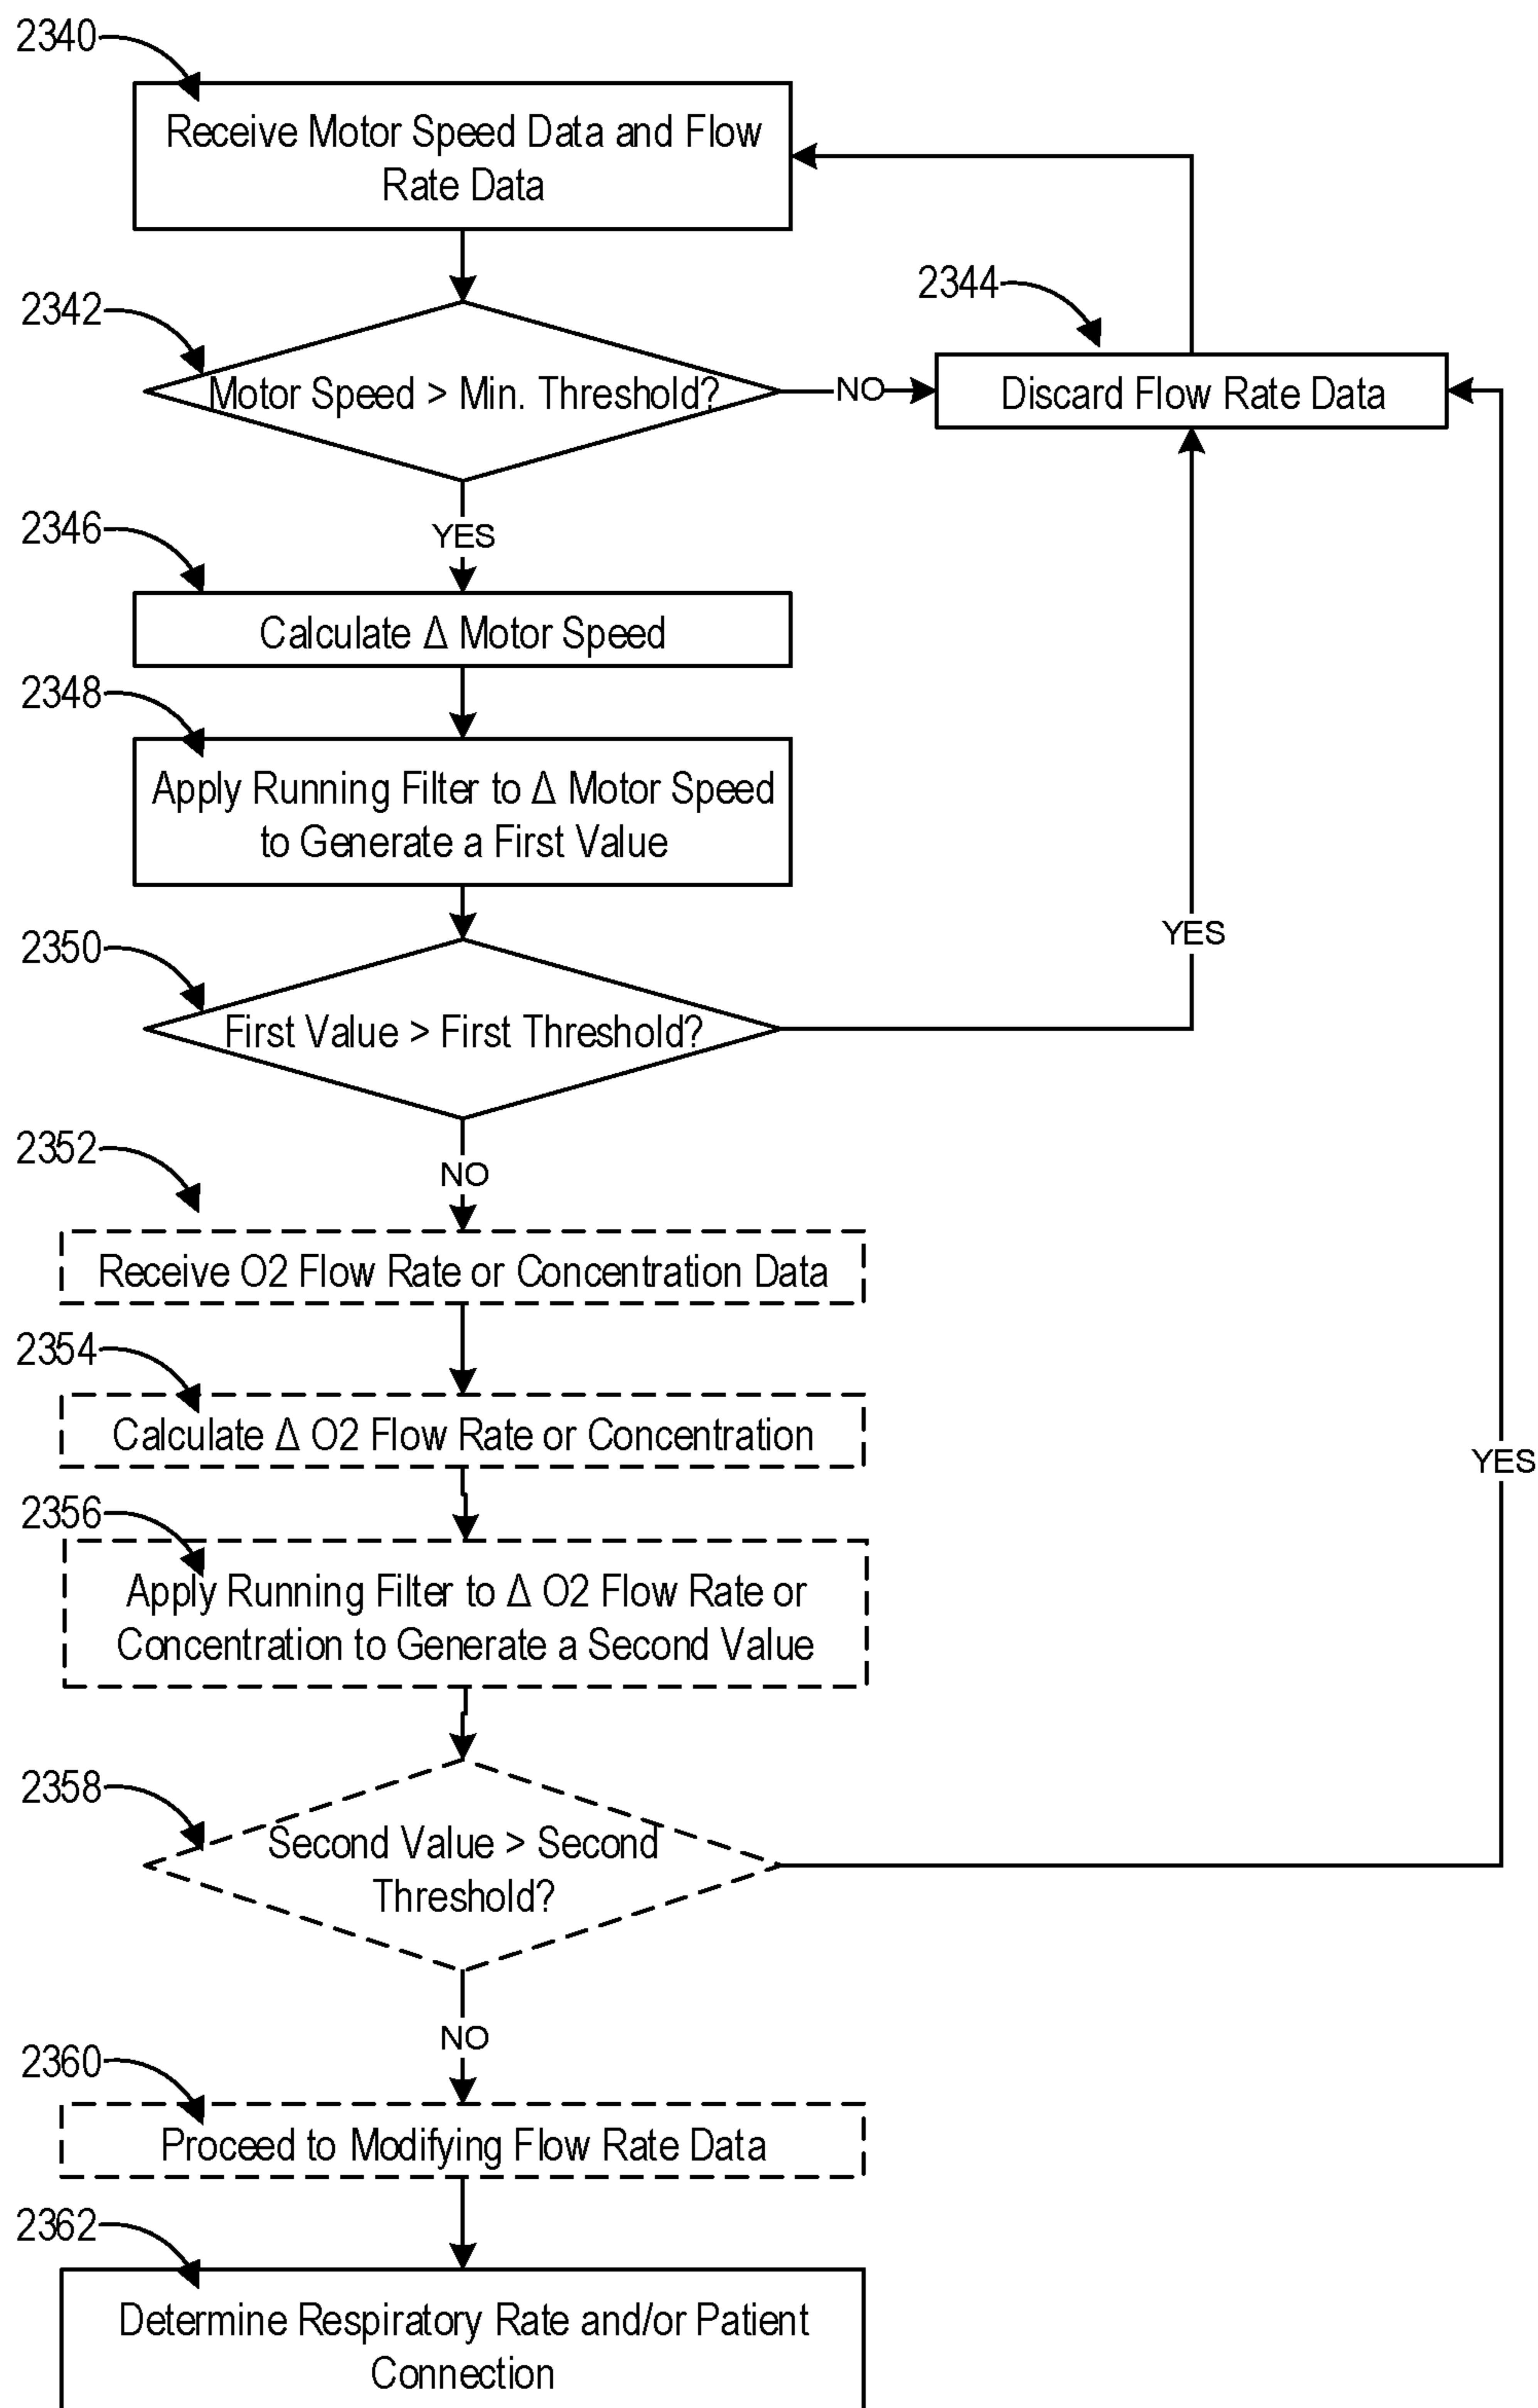 2340
Receive Motor Speed Data and Flow
Rate Data
2342
Motor Speed > Min. Threshold?
NO
2344
Discard Flow Rate Data
YES
2346
Calculate Δ Motor Speed
2348
Apply Running Filter to Δ Motor Speed
to Generate a First Value
YES
2350
First Value > First Threshold?
NO
2352
Receive O2 Flow Rate or Concentration Data
2354
Calculate Δ O2 Flow Rate or Concentration
YES
2356
Apply Running Filter to Δ O2 Flow Rate or
Concentration to Generate a Second Value
2358
Second Value > Second
Threshold?
NO
2360
Proceed to Modifying Flow Rate Data
2362
Determine Respiratory Rate and/or Patient
Connection